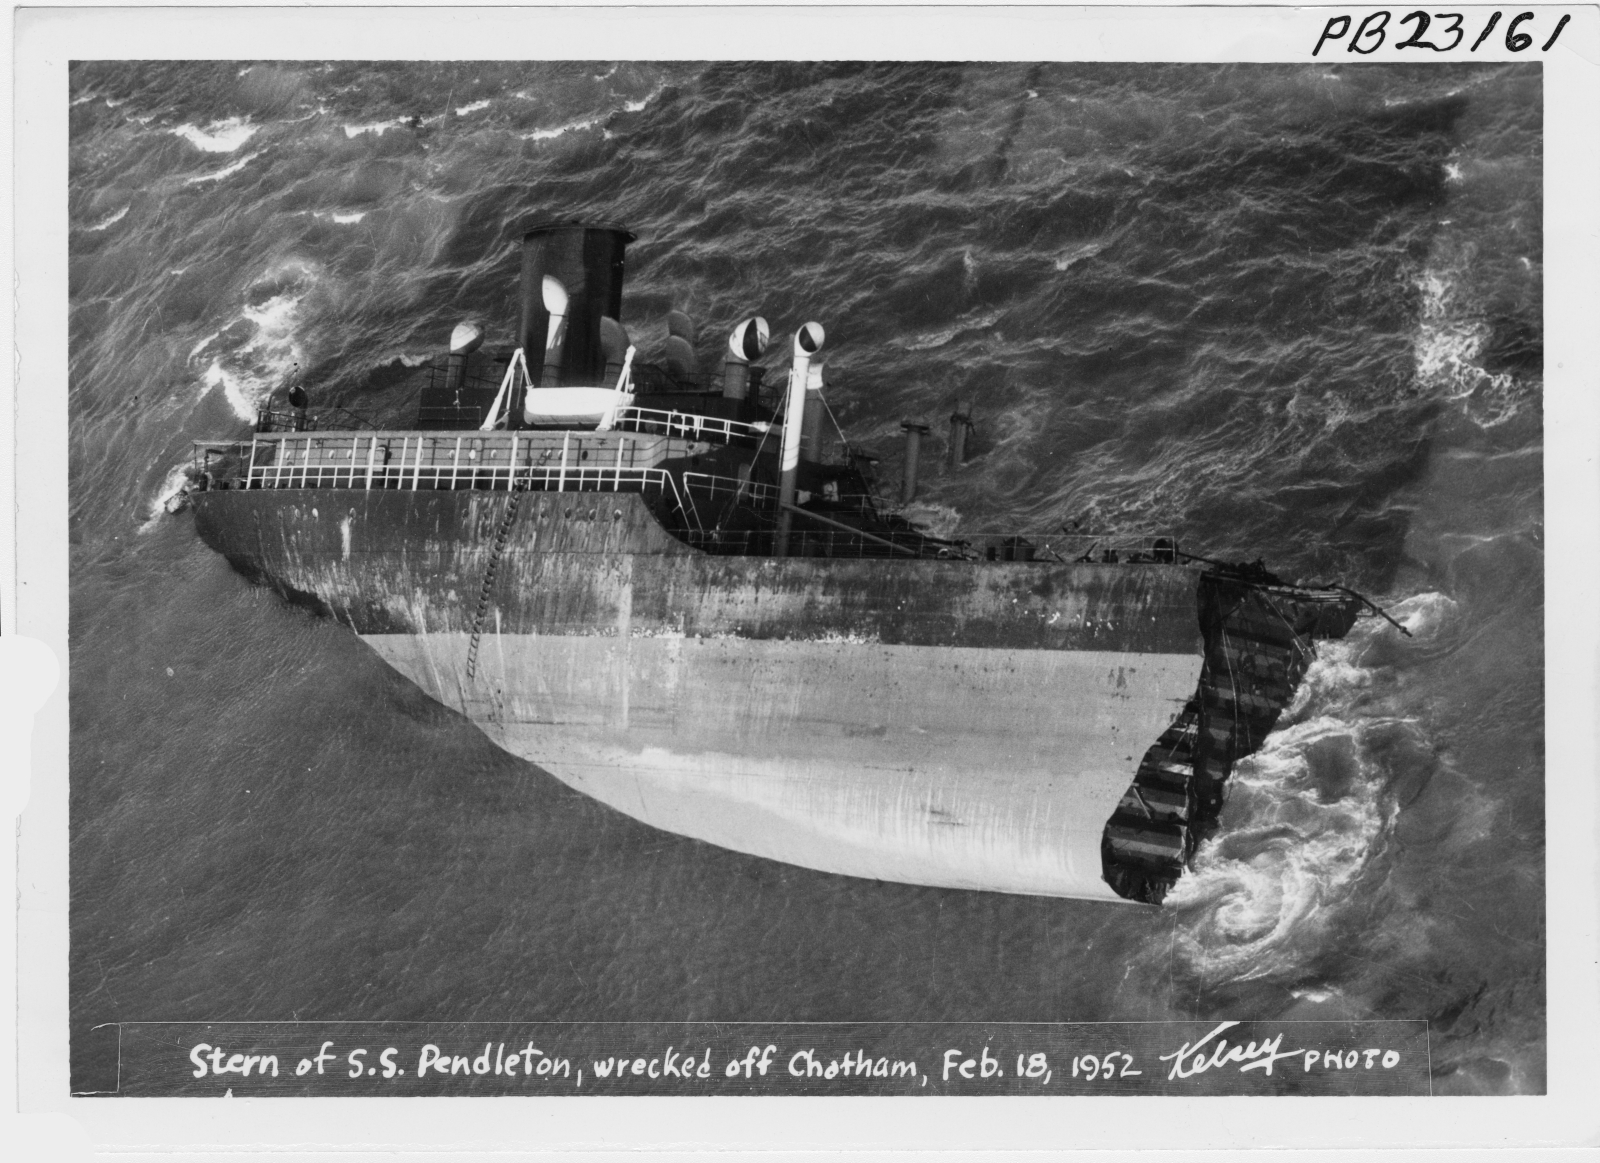 PB23161
Stern of S.S. Pendleton, wrecked off Chatham, Feb. 18, 1952 Kelsey PHOTO